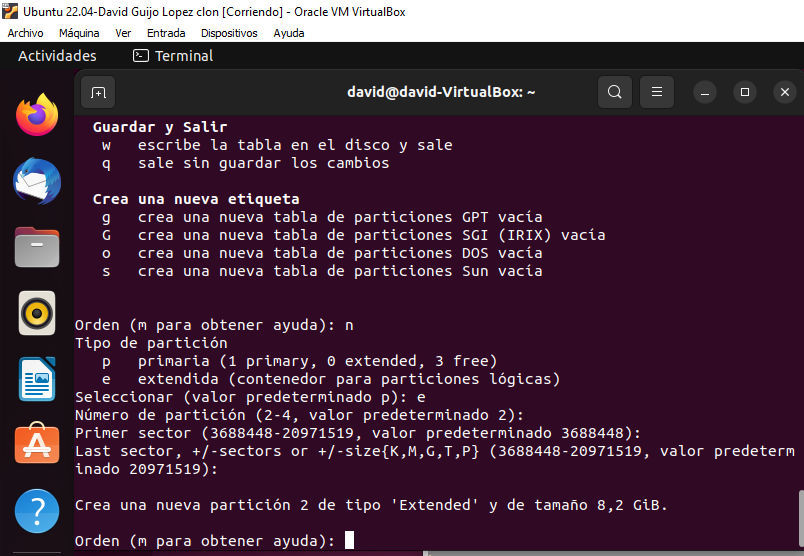 Ubuntu 22.04-David Guijo Lopez clon [Corriendo] - Oracle VM VirtualBox
Archivo Máquina Ver Entrada Dispositivos Ayuda
Actividades Terminal
david@david-VirtualBox: ~
Guardar y Salir
w escribe la tabla en el disco y sale
q sale sin guardar los cambios
Crea una nueva etiqueta
g crea una nueva tabla de particiones GPT vacía
G crea una nueva tabla de particiones SGI (IRIX) vacía
o crea una nueva tabla de particiones DOS vacía
s crea una nueva tabla de particiones Sun vacía
Orden (m para obtener ayuda): n
Tipo de partición
p primaria (1 primary, 0 extended, 3 free)
e extendida (contenedor para particiones lógicas)
Seleccionar (valor predeterminado p): e
Número de partición (2-4, valor predeterminado 2):
Primer sector (3688448-20971519, valor predeterminado 3688448):
Last sector, +/-sectors or +/-size{K,M,G,T,P} (3688448-20971519, valor predeterm
inado 20971519):
Crea una nueva partición 2 de tipo 'Extended' y de tamaño 8,2 GiB.
Orden (m para obtener ayuda):